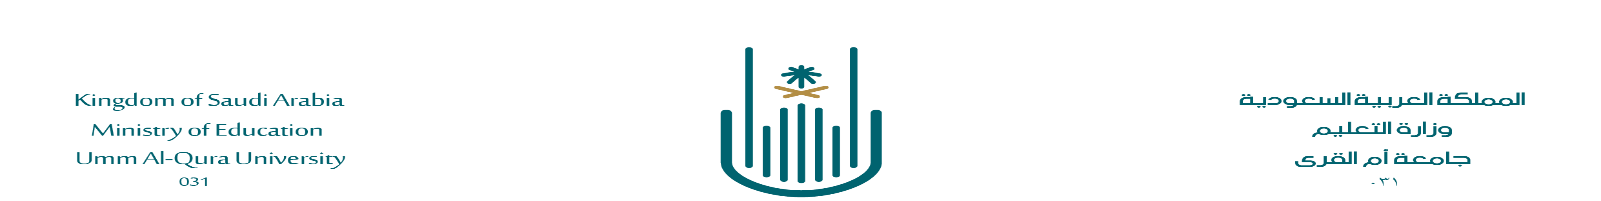 Kingdom of Saudi Arabia
Ministry of Education
Umm Al-Qura University
031
المملكة العربية السعودية
وزارة التعليم
جامعة أم القرى
٠٣١